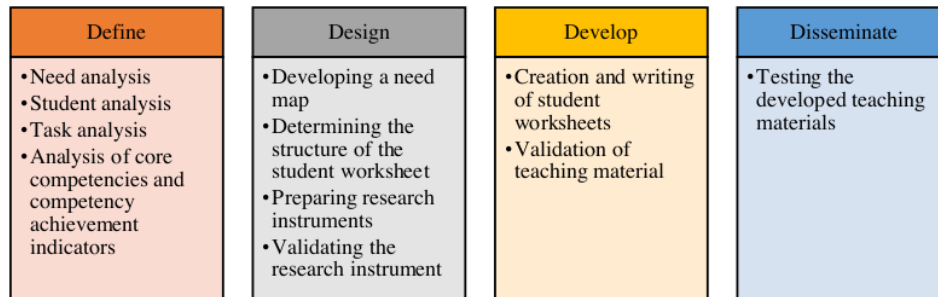 Define
•Need analysis
•Student analysis
•Task analysis
•Analysis of core
competencies and
competency
achievement
indicators
Design
•Developing a need
map
•Determining the
structure of the
student worksheet
•Preparing research
instruments
•Validating the
research instrument
Develop
•Creation and writing
of student
worksheets
•Validation of
teaching material
Disseminate
•Testing the
developed teaching
materials